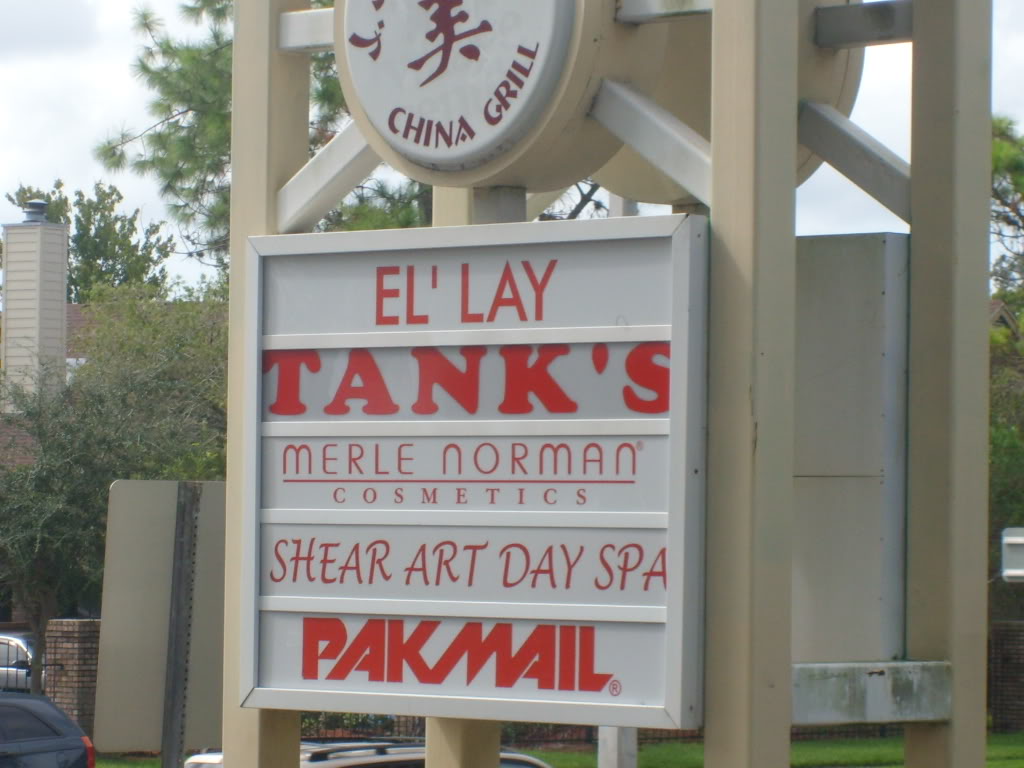 美
CHINA GRILL
EL' LAY
TANK'S
MERLE NORMAN®
COSMETICS
SHEAR ART DAY SPA
PAKMAIL®